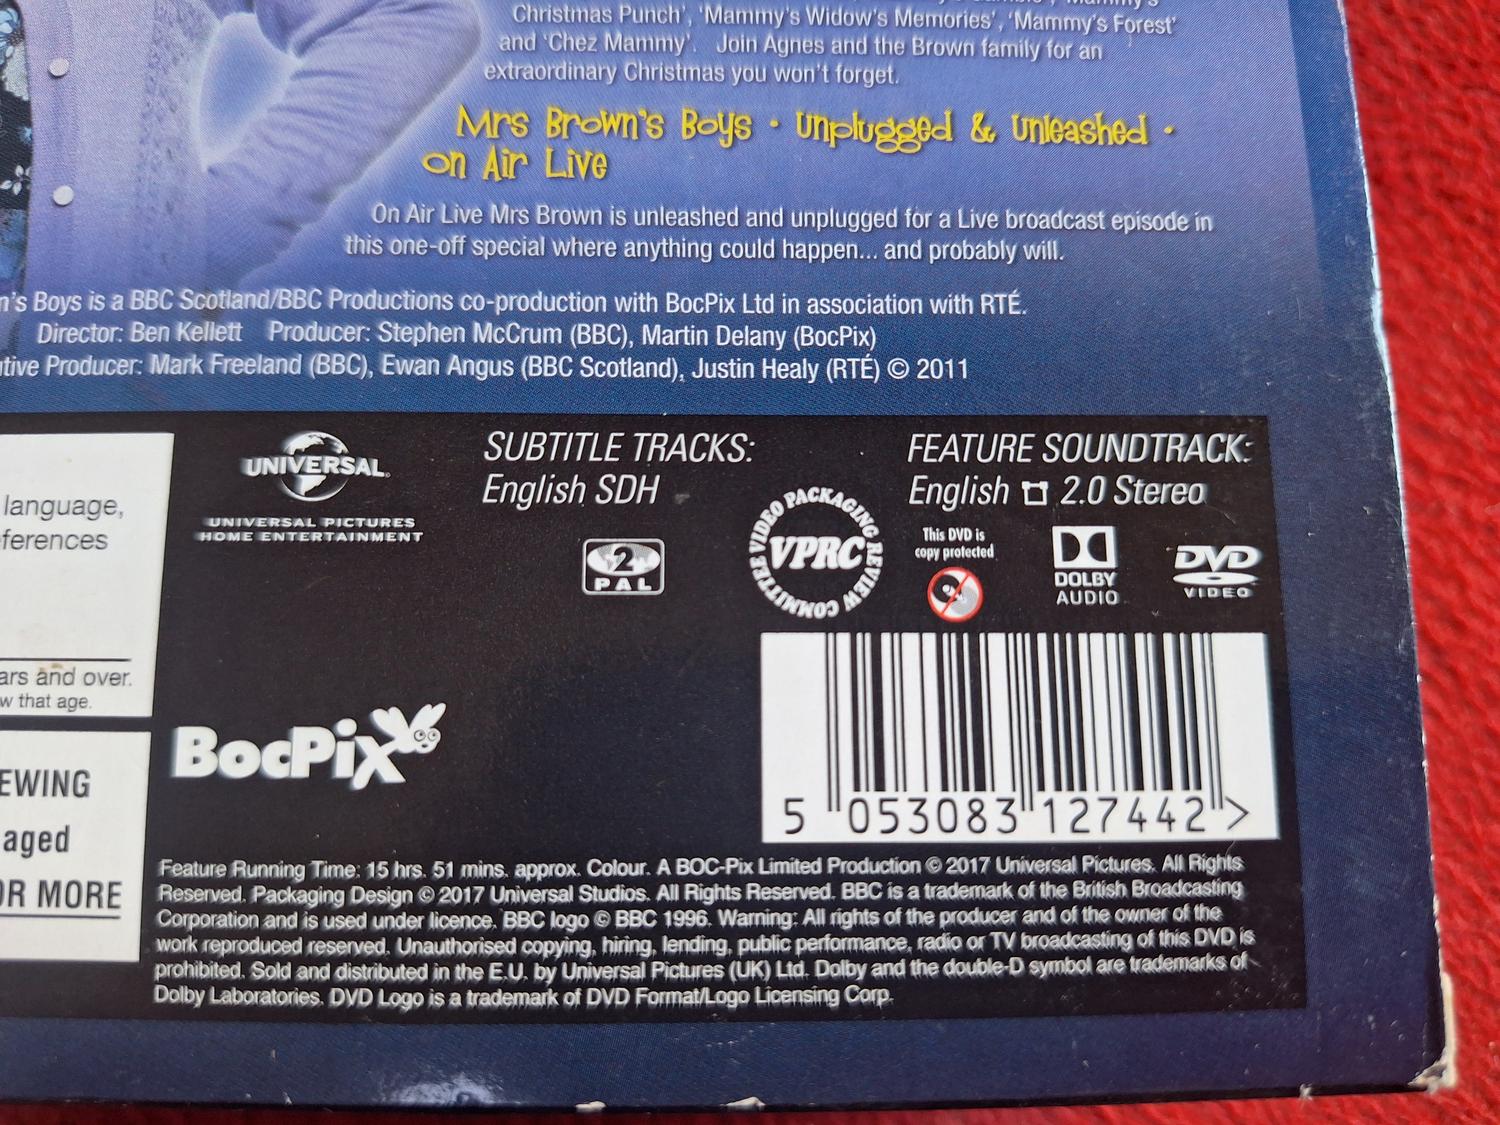 Christmas Punch', 'Mammy's Widow's Memories', 'Mammy's Forest'
and 'Chez Mammy'. Join Agnes and the Brown family for an
extraordinary Christmas you won't forget.
Mrs Brown's Boys • Unplugged & Unleashed •
on Air Live
On Air Live Mrs Brown is unleashed and unplugged for a Live broadcast episode in
this one-off special where anything could happen... and probably will.
n's Boys is a BBC Scotland/BBC Productions co-production with BocPix Ltd in association with RTÉ.
Director: Ben Kellett Producer: Stephen McCrum (BBC), Martin Delany (BocPix)
tive Producer: Mark Freeland (BBC), Ewan Angus (BBC Scotland), Justin Healy (RTÉ) © 2011
language,
ferences
ars and over.
w that age.
EWING
aged
OR MORE
UNIVERSAL
UNIVERSAL PICTURES
HOME ENTERTAINMENT
SUBTITLE TRACKS:
English SDH
2
PAL
VIDEO PACKAGING REVIEW COMMITTEE
VPRC
FEATURE SOUNDTRACK:
English 2.0 Stereo
This DVD is
copy protected
DOLBY
AUDIO
DVD
VIDEO
BocPix
5 053083 127442 >
Feature Running Time: 15 hrs. 51 mins. approx. Colour. A BOC-Pix Limited Production © 2017 Universal Pictures. All Rights
Reserved. Packaging Design © 2017 Universal Studios. All Rights Reserved. BBC is a trademark of the British Broadcasting
Corporation and is used under licence. BBC logo © BBC 1996. Warning: All rights of the producer and of the owner of the
work reproduced reserved. Unauthorised copying, hiring, lending, public performance, radio or TV broadcasting of this DVD is
prohibited. Sold and distributed in the E.U. by Universal Pictures (UK) Ltd. Dolby and the double-D symbol are trademarks of
Dolby Laboratories. DVD Logo is a trademark of DVD Format/Logo Licensing Corp.